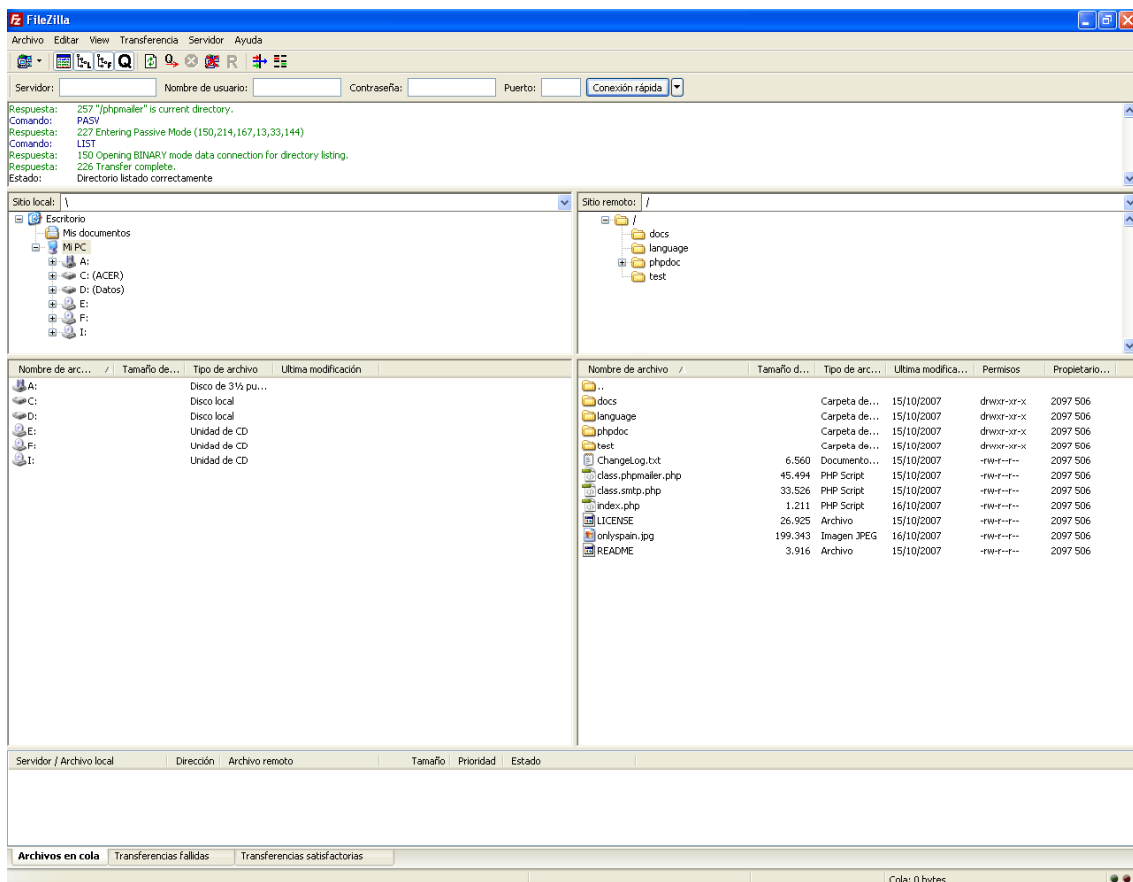 FileZilla
Archivo Editar View Transferencia Servidor Ayuda
Servidor: Nombre de usuario: Contraseña: Puerto: Conexión rápida
Respuesta: 257 "/phpmailer" is current directory.
Comando: PASV
Respuesta: 227 Entering Passive Mode (150,214,167,13,33,144)
Comando: LIST
Respuesta: 150 Opening BINARY mode data connection for directory listing.
Respuesta: 226 Transfer complete.
Estado: Directorio listado correctamente
Sitio local: \
Escritorio
Mis documentos
Mi PC
A:
C: (ACER)
D: (Datos)
E:
F:
I:
Sitio remoto: /
/
docs
language
phpdoc
test
Nombre de arc... / Tamaño de... Tipo de archivo Ultima modificación
A: Disco de 3½ pu...
C: Disco local
D: Disco local
E: Unidad de CD
F: Unidad de CD
I: Unidad de CD
Nombre de archivo / Tamaño d... Tipo de arc... Ultima modifica... Permisos Propietario...
..
docs Carpeta de... 15/10/2007 drwxr-xr-x 2097 506
language Carpeta de... 15/10/2007 drwxr-xr-x 2097 506
phpdoc Carpeta de... 15/10/2007 drwxr-xr-x 2097 506
test Carpeta de... 15/10/2007 drwxr-xr-x 2097 506
ChangeLog.txt 6.560 Documento... 15/10/2007 -rw-r--r-- 2097 506
class.phpmailer.php 45.494 PHP Script 15/10/2007 -rw-r--r-- 2097 506
class.smtp.php 33.526 PHP Script 15/10/2007 -rw-r--r-- 2097 506
index.php 1.211 PHP Script 16/10/2007 -rw-r--r-- 2097 506
LICENSE 26.925 Archivo 15/10/2007 -rw-r--r-- 2097 506
onlyspain.jpg 199.343 Imagen JPEG 16/10/2007 -rw-r--r-- 2097 506
README 3.916 Archivo 15/10/2007 -rw-r--r-- 2097 506
Servidor / Archivo local Dirección Archivo remoto Tamaño Prioridad Estado
Archivos en cola Transferencias fallidas Transferencias satisfactorias
Cola: 0 bytes